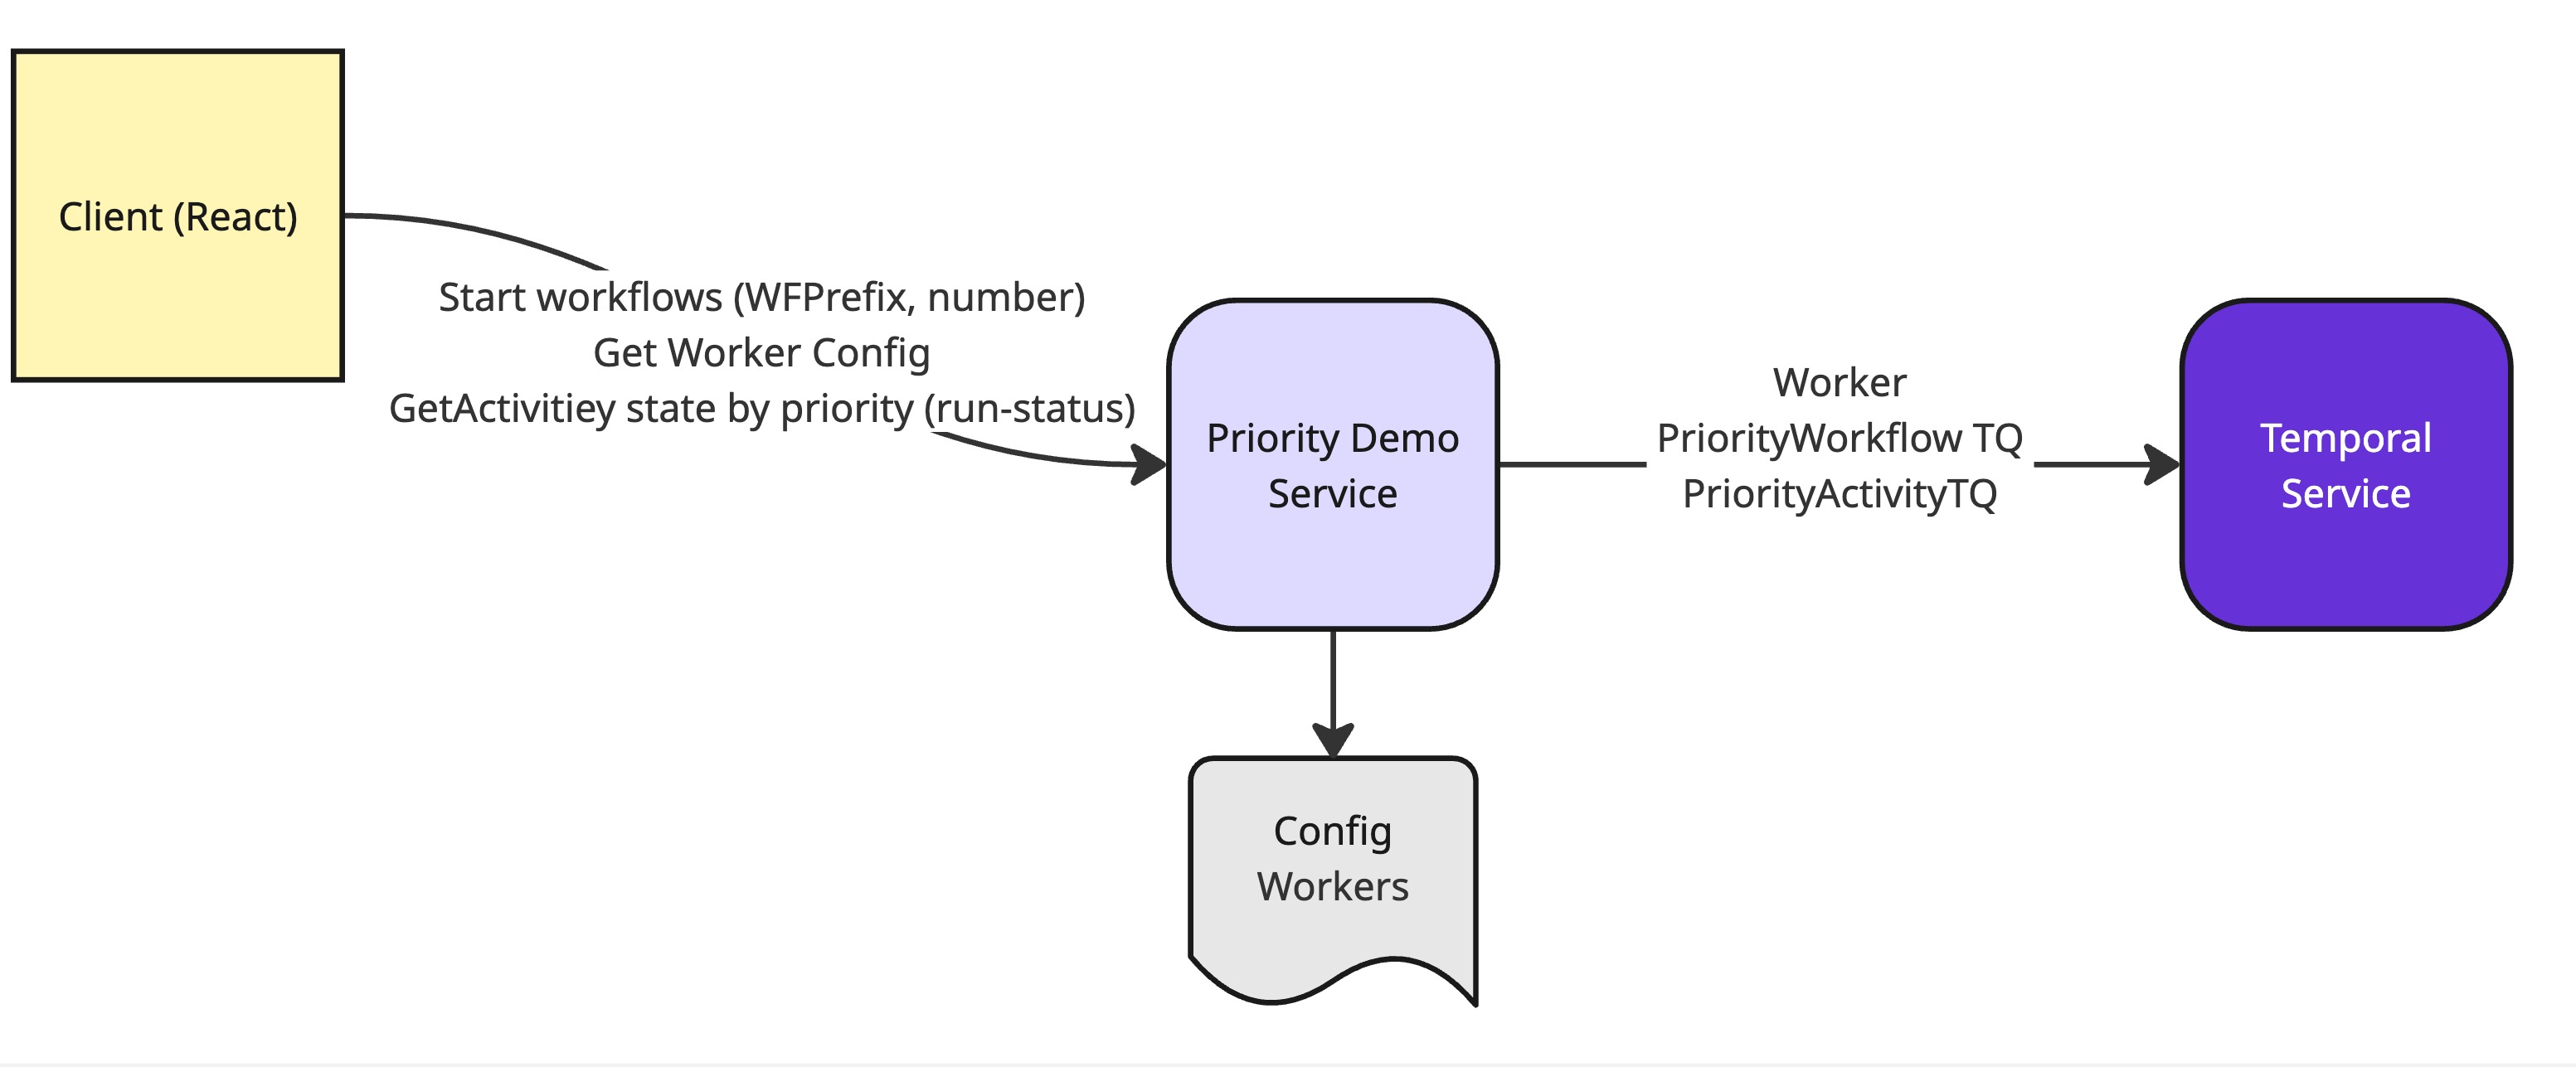 Client (React)
Start workflows (WFPrefix, number)
Get Worker Config
GetActivitiey state by priority (run-status)
Priority Demo
Service
Worker
PriorityWorkflow TQ
PriorityActivityTQ
Temporal
Service
Config
Workers